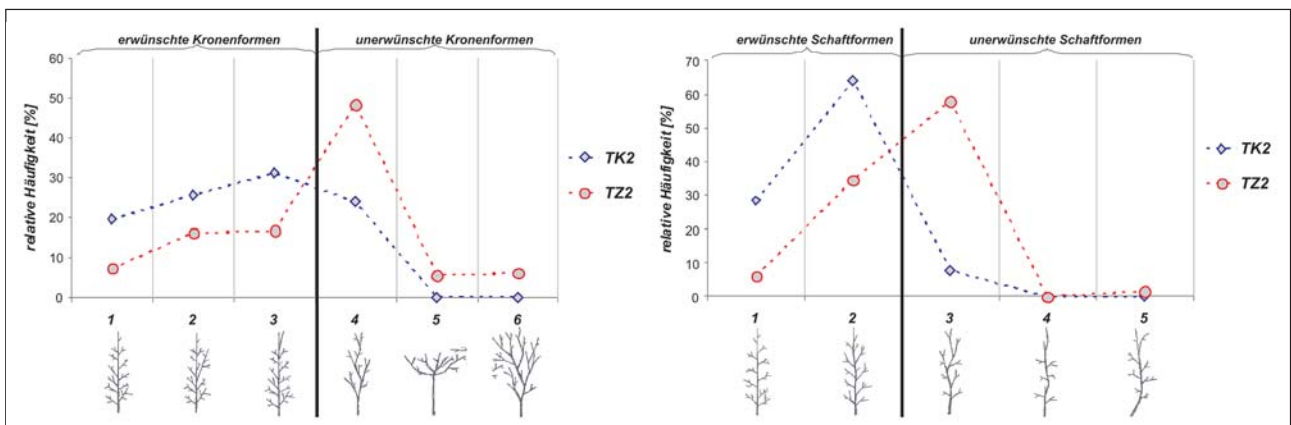 erwünschte Kronenformen unerwünschte Kronenformen
60
50
40
30
20
10
0
relative Häufigkeit [%]
TK2
TZ2
1 2 3 4 5 6
erwünschte Schaftformen unerwünschte Schaftformen
70
60
50
40
30
20
10
0
relative Häufigkeit [%]
TK2
TZ2
1 2 3 4 5